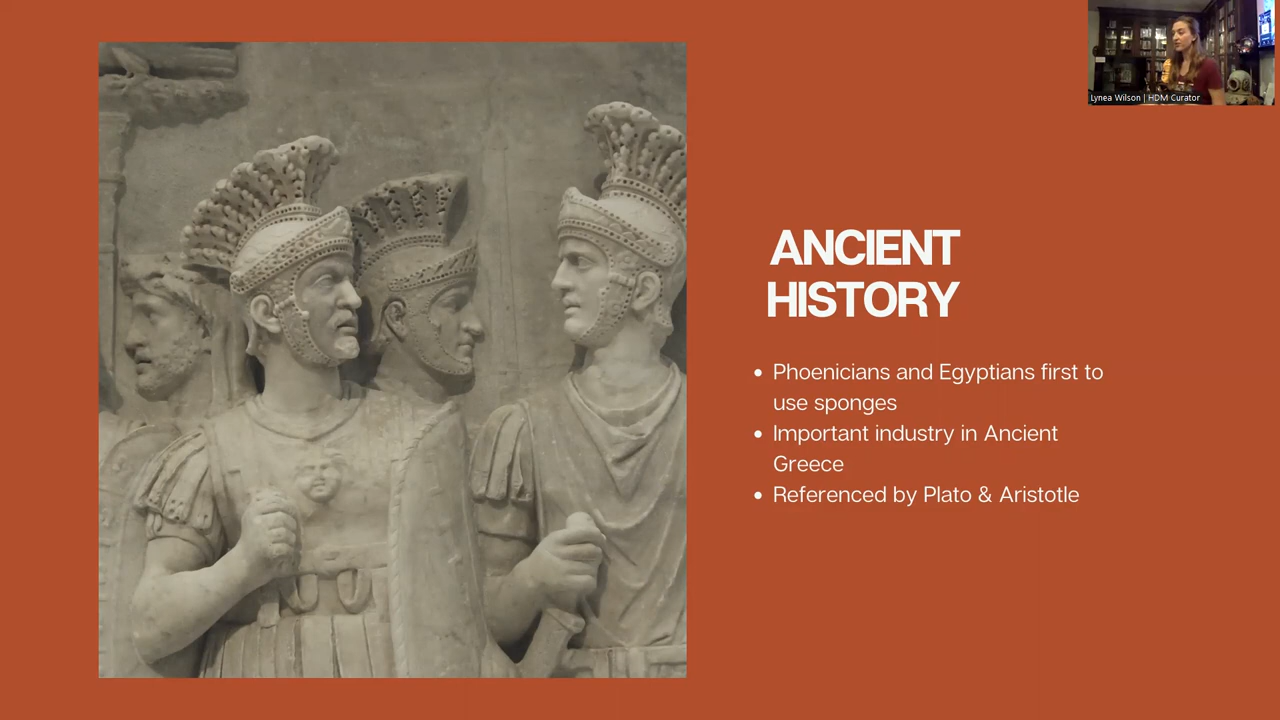 Lynea Wilson | HDM Curator
ANCIENT
HISTORY
• Phoenicians and Egyptians first to
use sponges
• Important industry in Ancient
Greece
• Referenced by Plato & Aristotle